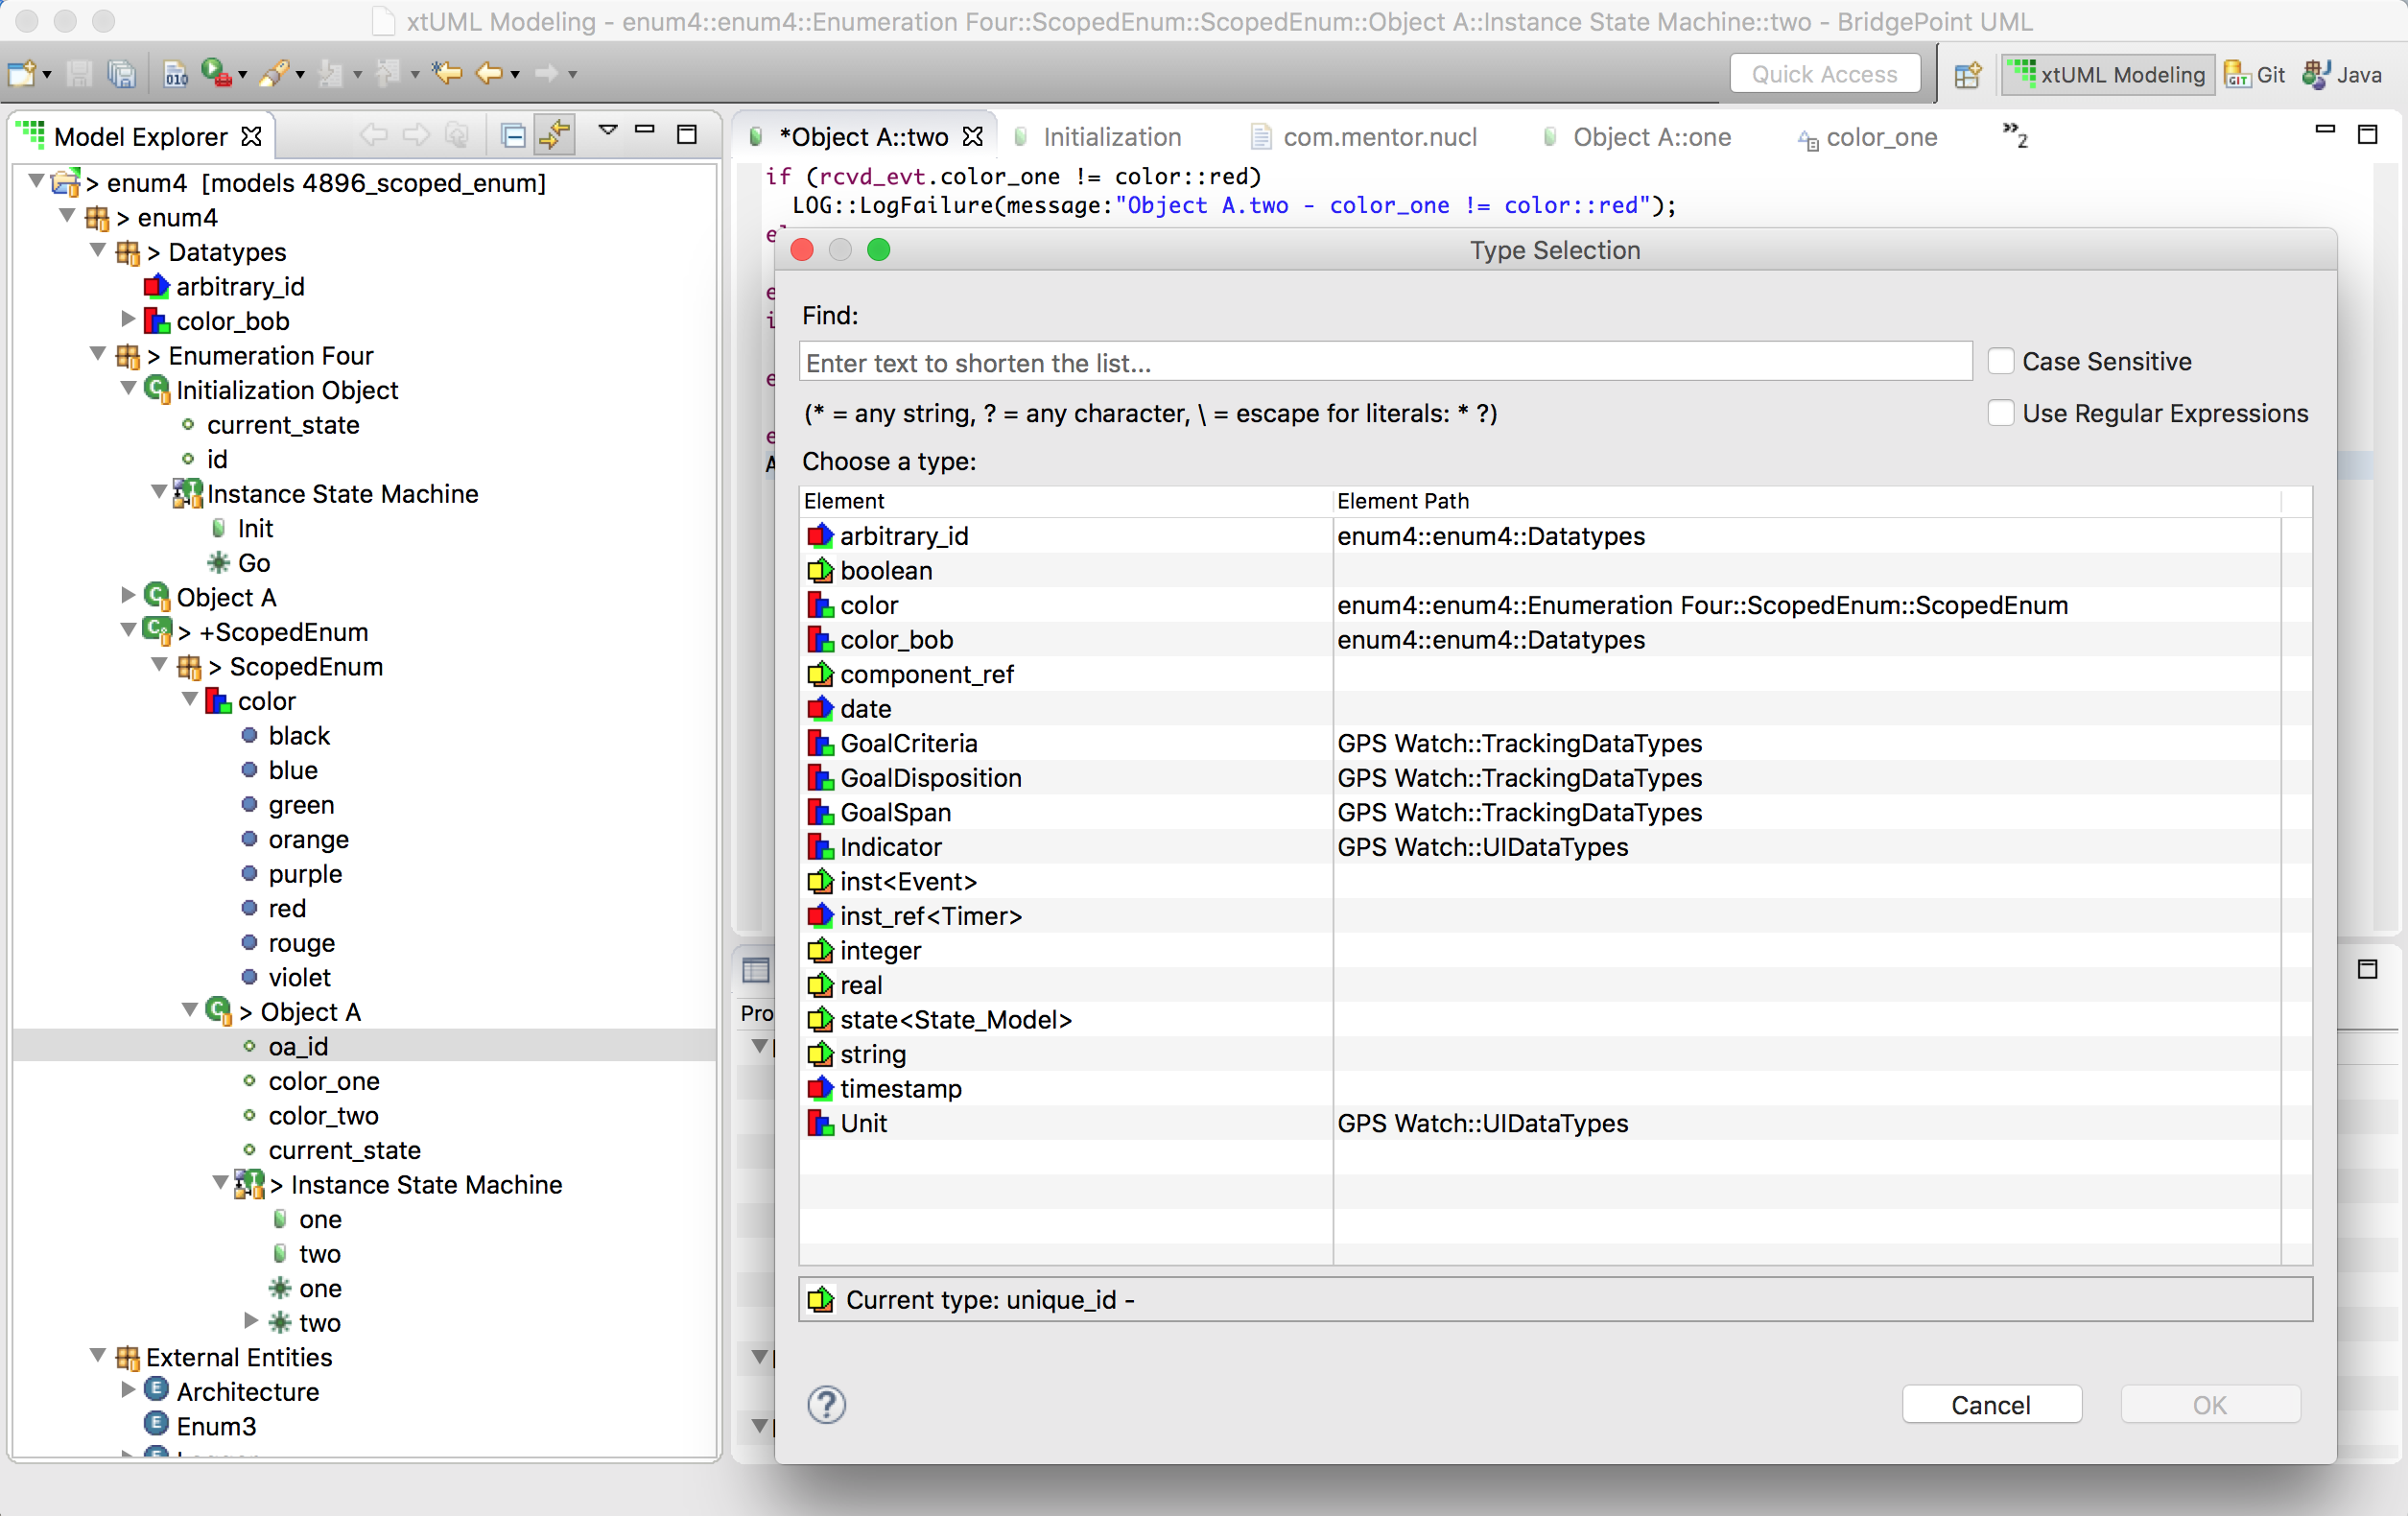 xtUML Modeling - enum4::enum4::Enumeration Four::ScopedEnum::ScopedEnum::Object A::Instance State Machine::two - BridgePoint UML
Quick Access
xtUML Modeling
Git
Java
Model Explorer
> enum4 [models 4896_scoped_enum]
> enum4
> Datatypes
arbitrary_id
color_bob
> Enumeration Four
Initialization Object
current_state
id
Instance State Machine
Init
Go
Object A
> +ScopedEnum
> ScopedEnum
color
black
blue
green
orange
purple
red
rouge
violet
> Object A
oa_id
color_one
color_two
current_state
> Instance State Machine
one
two
one
two
External Entities
Architecture
Enum3
*Object A::two
Initialization
com.mentor.nucl
Object A::one
color_one
»2
if (rcvd_evt.color_one != color::red)
LOG::LogFailure(message:"Object A.two - color_one != color::red");
Type Selection
Find:
Enter text to shorten the list...
Case Sensitive
(* = any string, ? = any character, \ = escape for literals: * ?)
Use Regular Expressions
Choose a type:
Element Element Path
arbitrary_id enum4::enum4::Datatypes
boolean
color enum4::enum4::Enumeration Four::ScopedEnum::ScopedEnum
color_bob enum4::enum4::Datatypes
component_ref
date
GoalCriteria GPS Watch::TrackingDataTypes
GoalDisposition GPS Watch::TrackingDataTypes
GoalSpan GPS Watch::TrackingDataTypes
Indicator GPS Watch::UIDataTypes
inst<Event>
inst_ref<Timer>
integer
real
state<State_Model>
string
timestamp
Unit GPS Watch::UIDataTypes
Current type: unique_id -
Cancel
OK
Pro